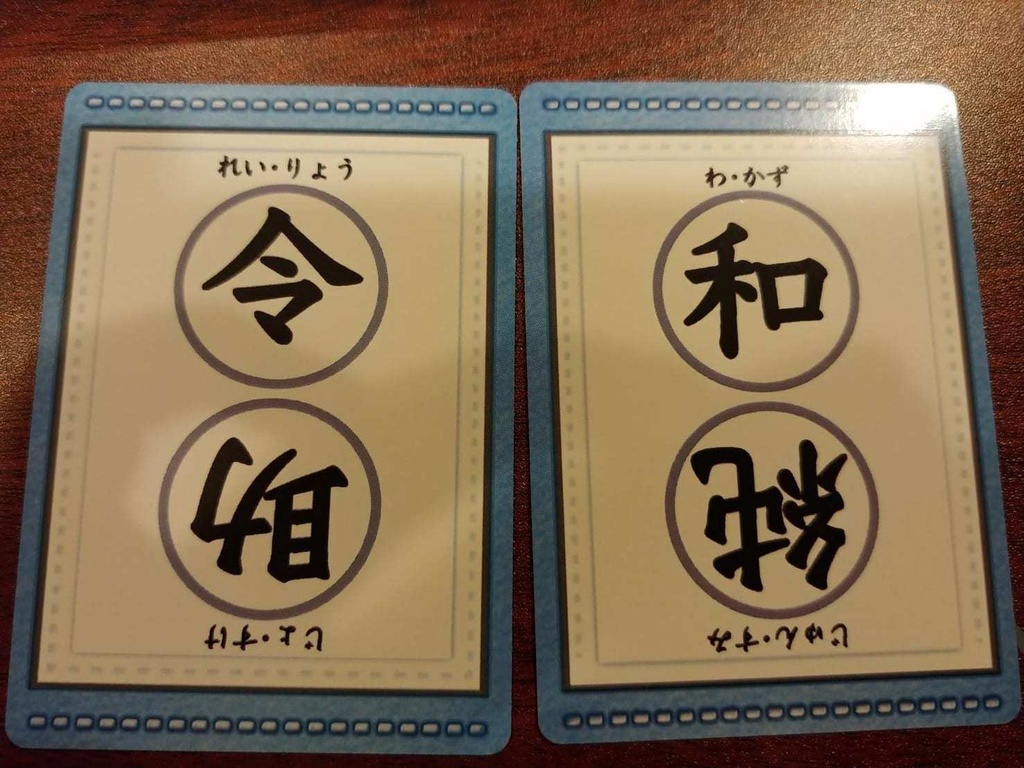 れい・りょう
令
助
じょ・すけ
わ・かず
和
純
じゅん・すみ